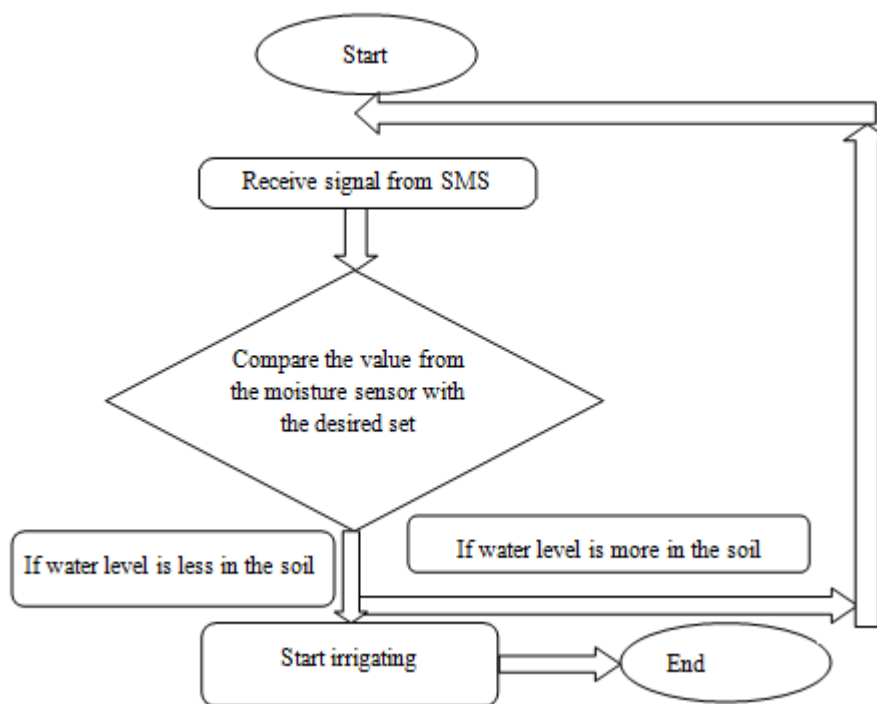 Start
Receive signal from SMS
Compare the value from
the moisture sensor with
the desired set
If water level is less in the soil
If water level is more in the soil
Start irrigating
End